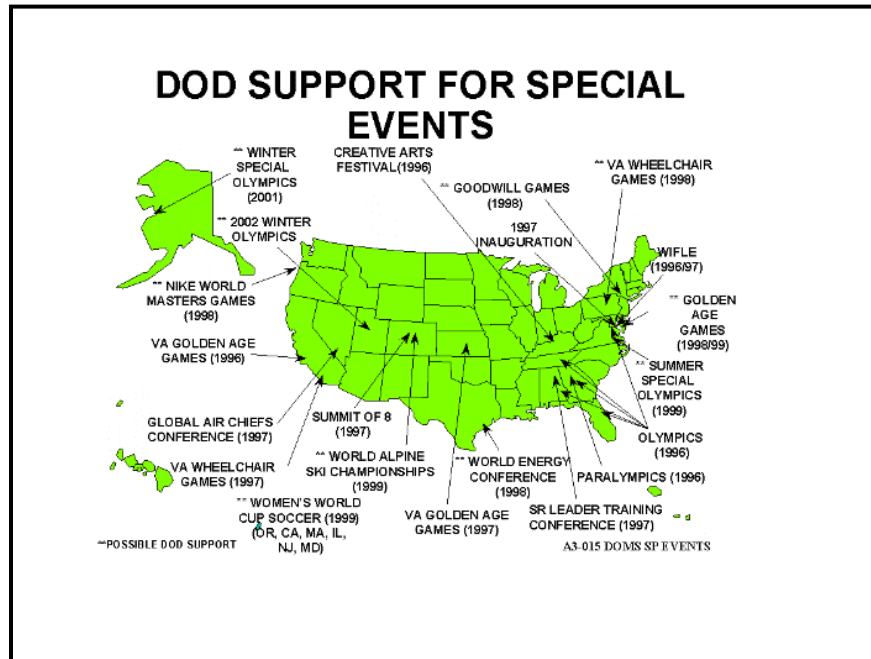 DOD SUPPORT FOR SPECIAL
EVENTS
** WINTER
SPECIAL
OLYMPICS
(2001)
CREATIVE ARTS
FESTIVAL(1996)
** GOODWILL GAMES
(1998)
** VA WHEELCHAIR
GAMES (1998)
** 2002 WINTER
OLYMPICS
1997
INAUGURATION
WIFLE
(1996/97)
** NIKE WORLD
MASTERS GAMES
(1998)
** GOLDEN
AGE
GAMES
(1998/99)
VA GOLDEN AGE
GAMES (1996)
** SUMMER
SPECIAL
OLYMPICS
(1999)
GLOBAL AIR CHIEFS
CONFERENCE (1997)
SUMMIT OF 8
(1997)
OLYMPICS
(1996)
VA WHEELCHAIR
GAMES (1997)
** WORLD ALPINE
SKI CHAMPIONSHIPS
(1999)
** WORLD ENERGY
CONFERENCE
(1998)
PARALYMPICS (1996)
** WOMEN'S WORLD
CUP SOCCER (1999)
(OR, CA, MA, IL,
NJ, MD)
VA GOLDEN AGE
GAMES (1997)
SR LEADER TRAINING
CONFERENCE (1997)
**POSSIBLE DOD SUPPORT
A3-015 DOMS SP EVENTS